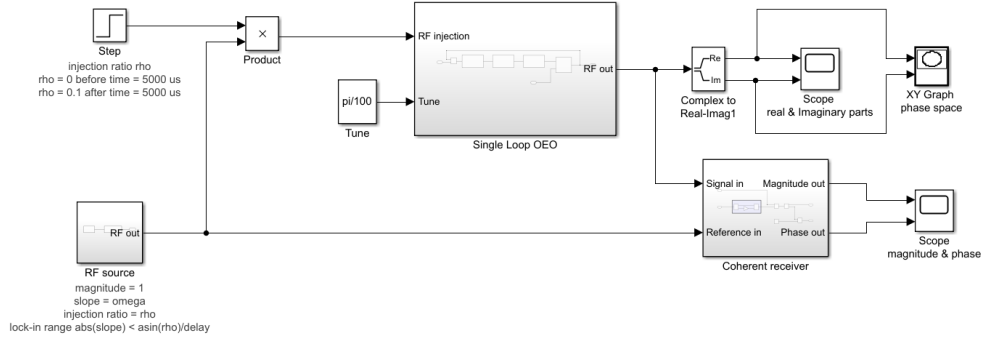 Step
injection ratio rho
rho = 0 before time = 5000 us
rho = 0.1 after time = 5000 us
×
Product
pi/100
Tune
RF injection
Tune
RF out
Single Loop OEO
Re
Im
Complex to
Real-Imag1
Scope
real & Imaginary parts
XY Graph
phase space
RF out
RF source
magnitude = 1
slope = omega
injection ratio = rho
lock-in range abs(slope) < asin(rho)/delay
Signal in
Magnitude out
Reference in
Phase out
Coherent receiver
Scope
magnitude & phase